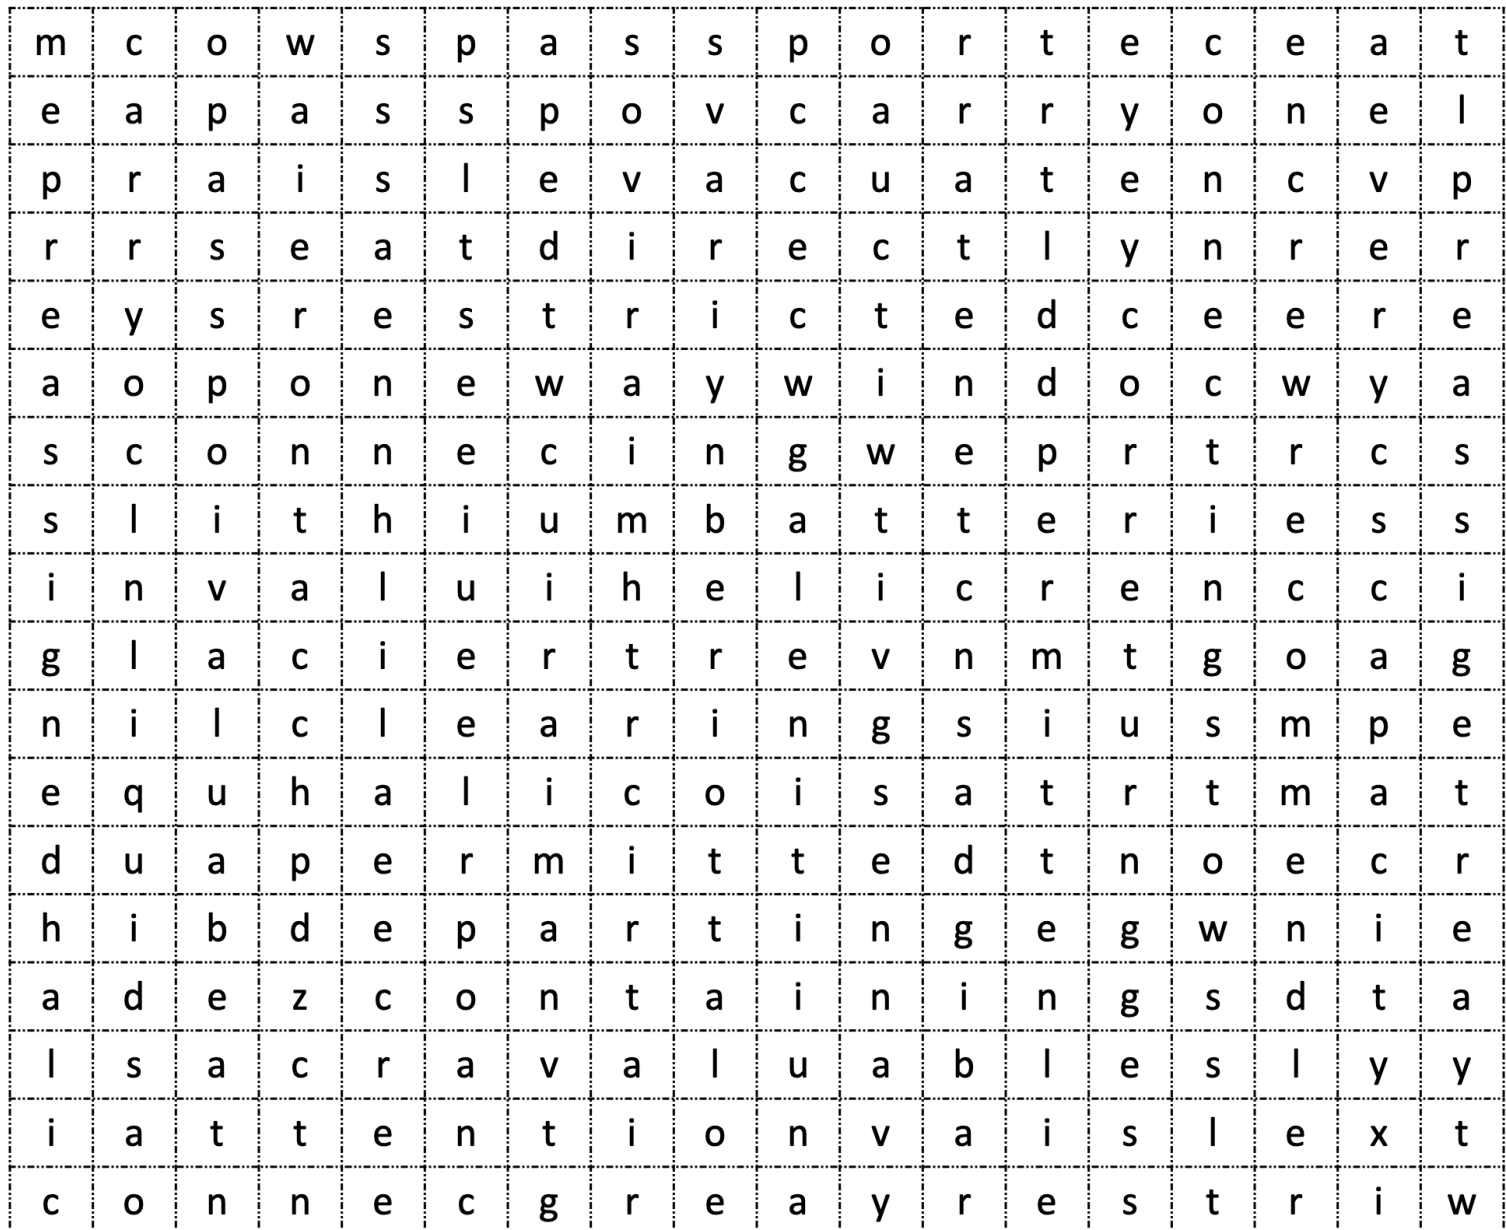 m c o w s p a s s p o r t e c e a t
e a p a s s p o v c a r r y o n e l
p r a i s l e v a c u a t e n c v p
r r s e a t d i r e c t l y n r e r
e y s r e s t r i c t e d c e e r e
a o p o n e w a y w i n d o c w y a
s c o n n e c i n g w e p r t r c s
s l i t h i u m b a t t e r i e s s
i n v a l u i h e l i c r e n c c i
g l a c i e r t r e v n m t g o a g
n i l c l e a r i n g s i u s m p e
e q u h a l i c o i s a t r t m a t
d u a p e r m i t t e d t n o e c r
h i b d e p a r t i n g e g w n i e
a d e z c o n t a i n i n g s d t a
l s a c r a v a l u a b l e s l y y
i a t t e n t i o n v a i s l e x t
c o n n e c g r e a y r e s t r i w